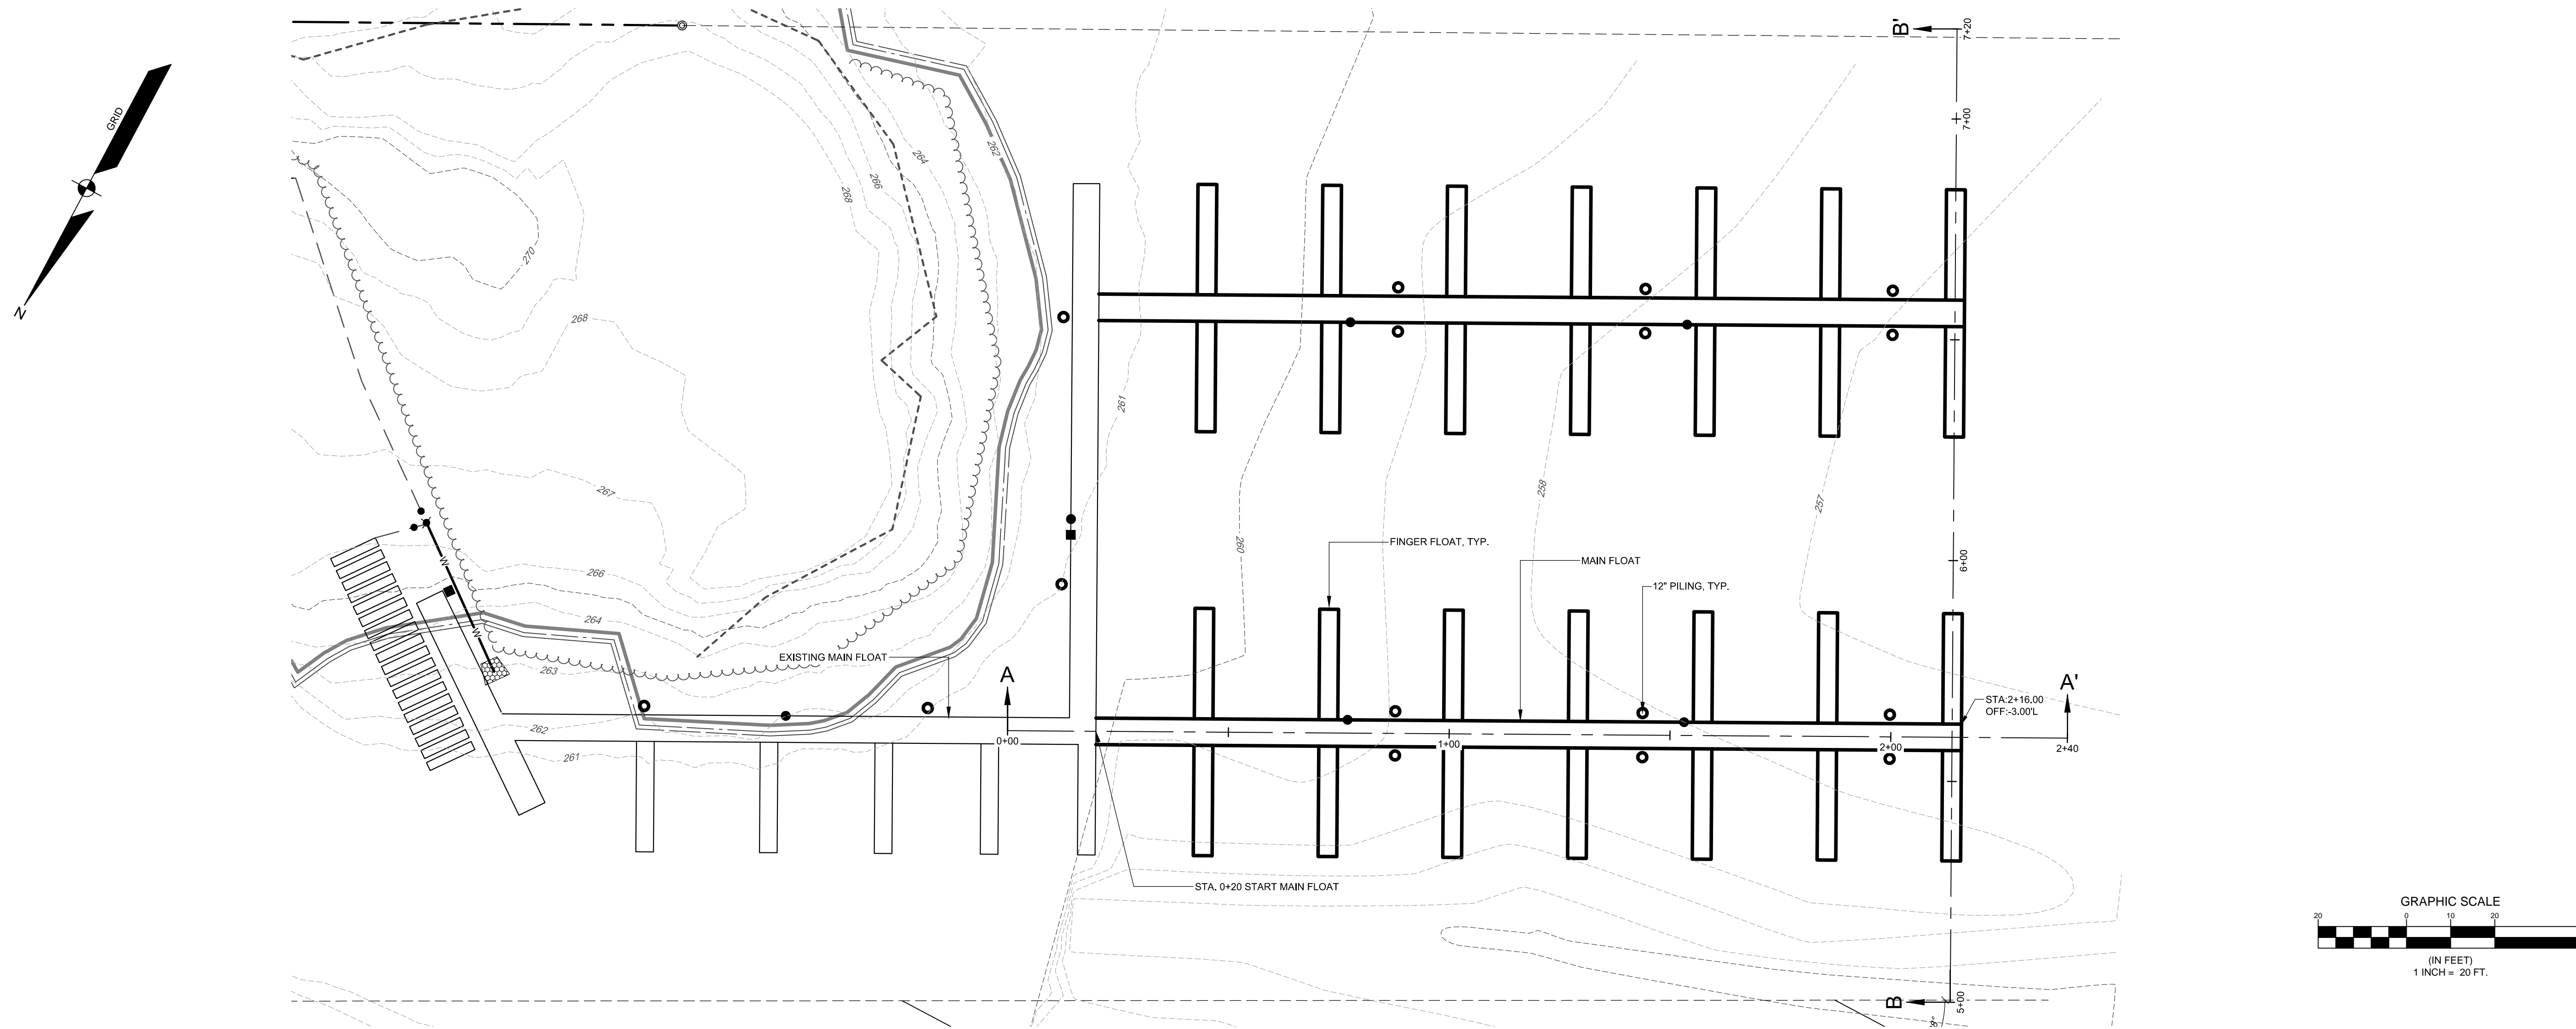 B'
7+20
GRID
N
7+00
262
264
266
268
270
268
261
267
258
257
260
FINGER FLOAT, TYP.
MAIN FLOAT
6+00
W
266
12" PILING, TYP.
264
W
EXISTING MAIN FLOAT
263
A
A'
STA:2+16.00
OFF:-3.00'L
262
0+00
1+00
2+00
2+40
261
STA. 0+20 START MAIN FLOAT
GRAPHIC SCALE
20 0 10 20
(IN FEET)
1 INCH = 20 FT.
B
5+00